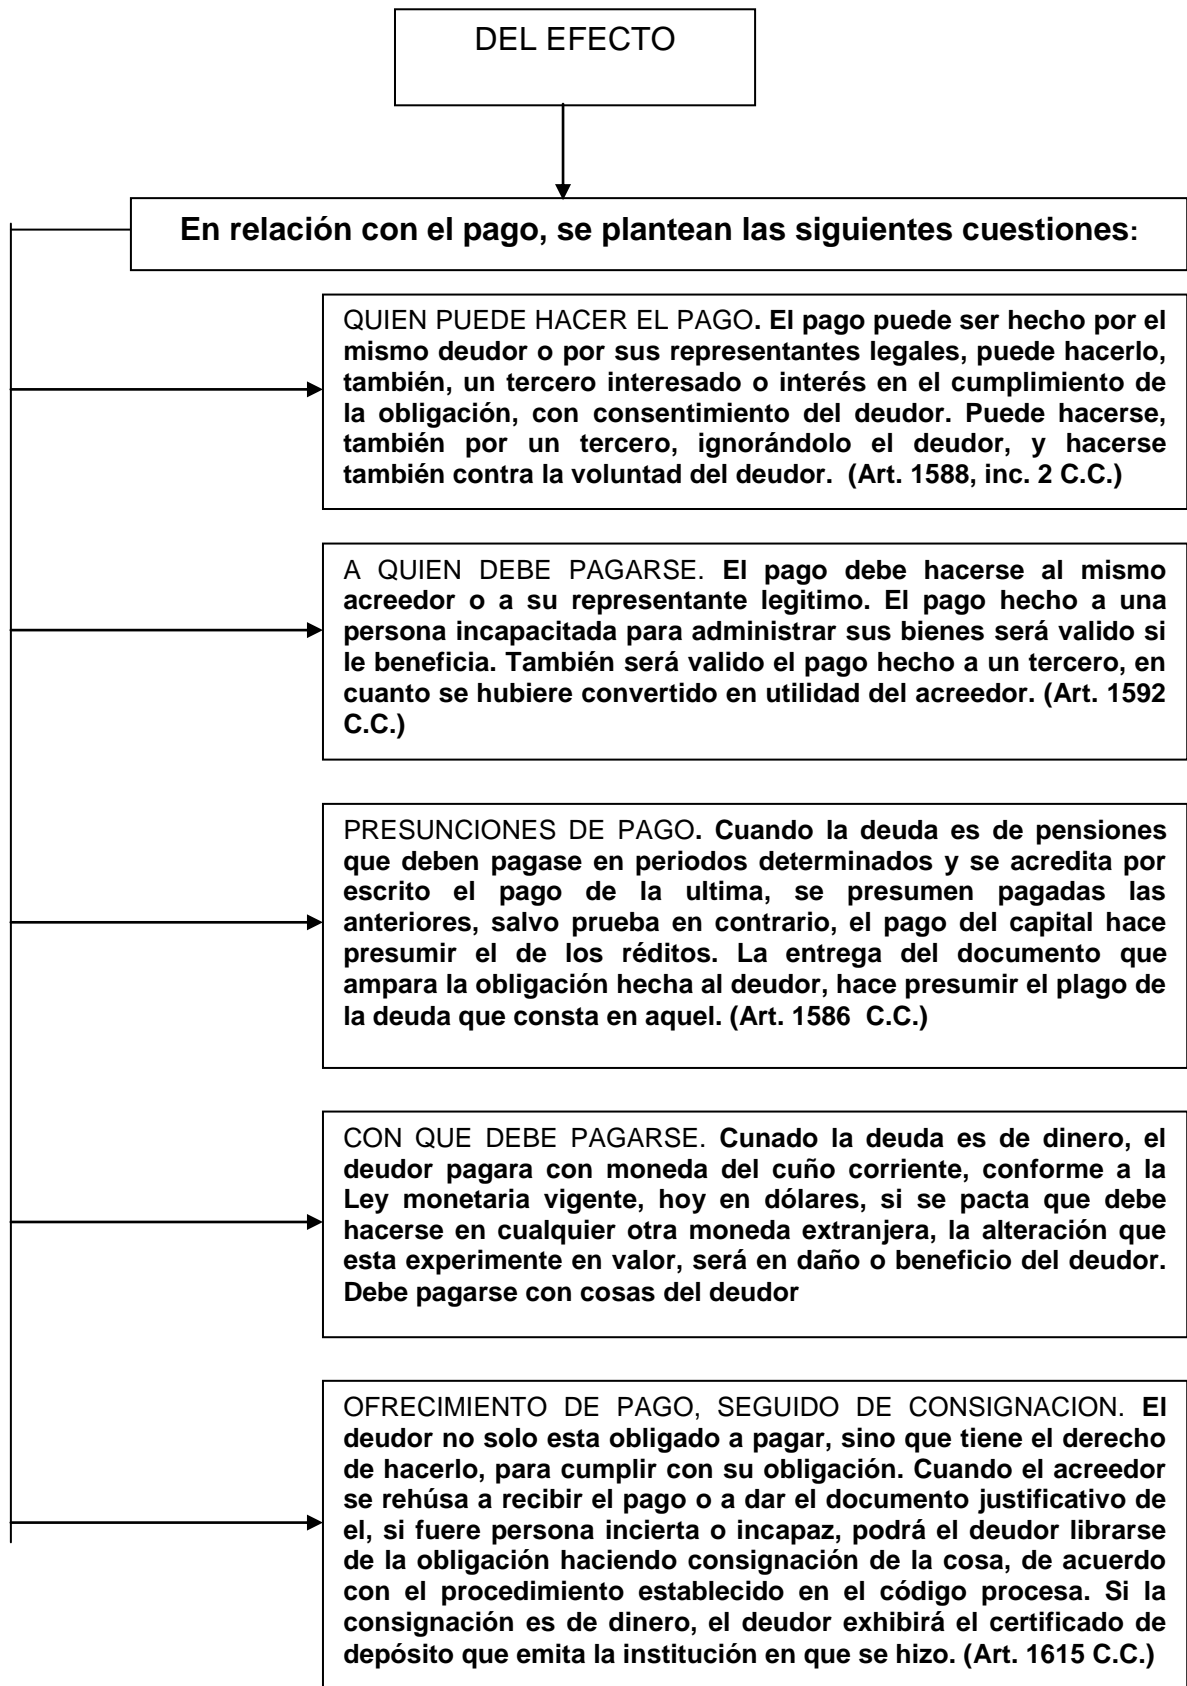 DEL EFECTO
En relación con el pago, se plantean las siguientes cuestiones:
QUIEN PUEDE HACER EL PAGO. El pago puede ser hecho por el
mismo deudor o por sus representantes legales, puede hacerlo,
también, un tercero interesado o interés en el cumplimiento de
la obligación, con consentimiento del deudor. Puede hacerse,
también por un tercero, ignorándolo el deudor, y hacerse
también contra la voluntad del deudor. (Art. 1588, inc. 2 C.C.)
A QUIEN DEBE PAGARSE. El pago debe hacerse al mismo
acreedor o a su representante legitimo. El pago hecho a una
persona incapacitada para administrar sus bienes será valido si
le beneficia. También será valido el pago hecho a un tercero, en
cuanto se hubiere convertido en utilidad del acreedor. (Art. 1592
C.C.)
PRESUNCIONES DE PAGO. Cuando la deuda es de pensiones
que deben pagase en periodos determinados y se acredita por
escrito el pago de la ultima, se presumen pagadas las
anteriores, salvo prueba en contrario, el pago del capital hace
presumir el de los réditos. La entrega del documento que
ampara la obligación hecha al deudor, hace presumir el plago de
la deuda que consta en aquel. (Art. 1586 C.C.)
CON QUE DEBE PAGARSE. Cunado la deuda es de dinero, el
deudor pagara con moneda del cuño corriente, conforme a la
Ley monetaria vigente, hoy en dólares, si se pacta que debe
hacerse en cualquier otra moneda extranjera, la alteración que
esta experimente en valor, será en daño o beneficio del deudor.
Debe pagarse con cosas del deudor
OFRECIMIENTO DE PAGO, SEGUIDO DE CONSIGNACION. El
deudor no solo esta obligado a pagar, sino que tiene el derecho
de hacerlo, para cumplir con su obligación. Cuando el acreedor
se rehúsa a recibir el pago o a dar el documento justificativo de
el, si fuere persona incierta o incapaz, podrá el deudor librarse
de la obligación haciendo consignación de la cosa, de acuerdo
con el procedimiento establecido en el código procesa. Si la
consignación es de dinero, el deudor exhibirá el certificado de
depósito que emita la institución en que se hizo. (Art. 1615 C.C.)